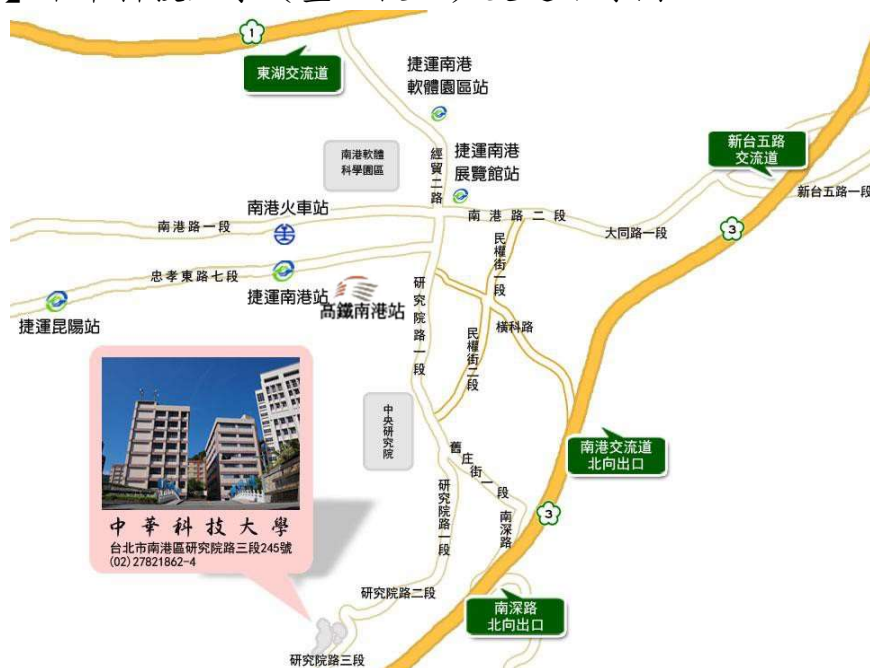 1
東湖交流道
捷運南港
軟體園區站
南港軟體
科學園區
經貿二路
捷運南港
展覽館站
新台五路
交流道
新台五路一段
南港火車站
南港路一段
南港路二段
大同路一段
3
民權街一段
忠孝東路七段
捷運南港站
高鐵南港站
捷運昆陽站
研究院路一段
橫科路
民權街二段
中央研究院
舊庄街一段
南港交流道
北向出口
研究院路一段
南深路
3
中華科技大學
台北市南港區研究院路三段245號
(02)27821862-4
研究院路二段
南深路
北向出口
研究院路三段